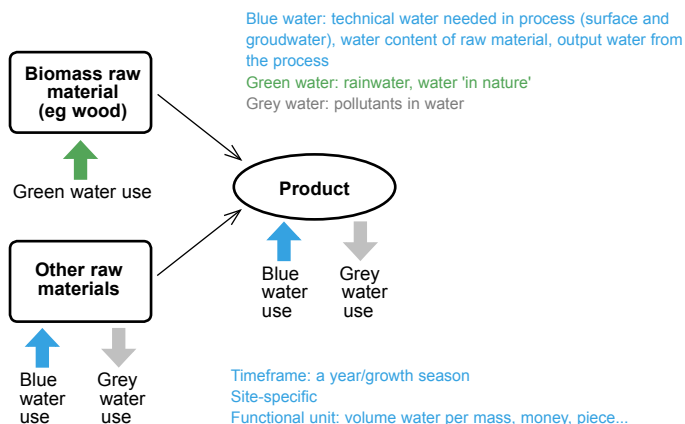 Blue water: technical water needed in process (surface and
groudwater), water content of raw material, output water from
the process
Green water: rainwater, water 'in nature'
Grey water: pollutants in water
Biomass raw
material
(eg wood)
Green water use
Product
Other raw
materials
Blue
water
use
Grey
water
use
Blue
water
use
Grey
water
use
Timeframe: a year/growth season
Site-specific
Functional unit: volume water per mass, money, piece...